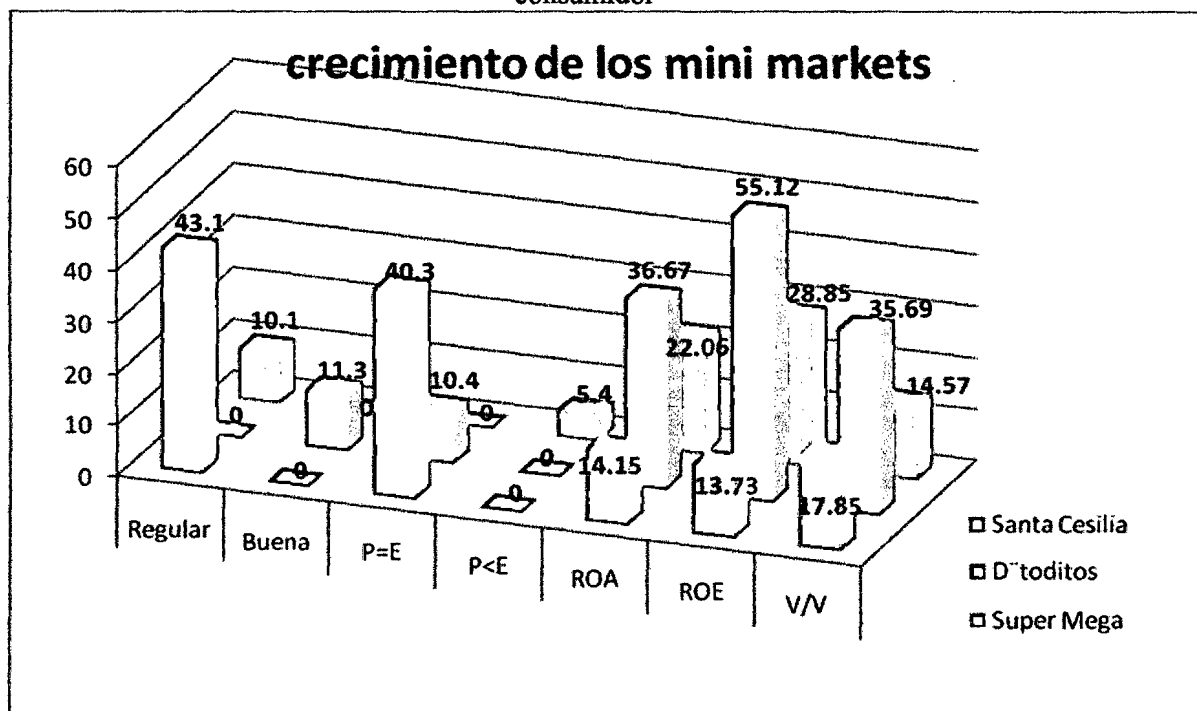 consumidor
crecimiento de los mini markets
60
50
40
30
20
10
0
43.1
0
10.1
0
11.3
0
40.3
10.4
0
0
0
5.4
14.15
36.67
22.06
13.73
55.12
28.85
17.85
35.69
14.57
Regular
Buena
P=E
P<E
ROA
ROE
V/V
Santa Cesilia
D¨toditos
Super Mega